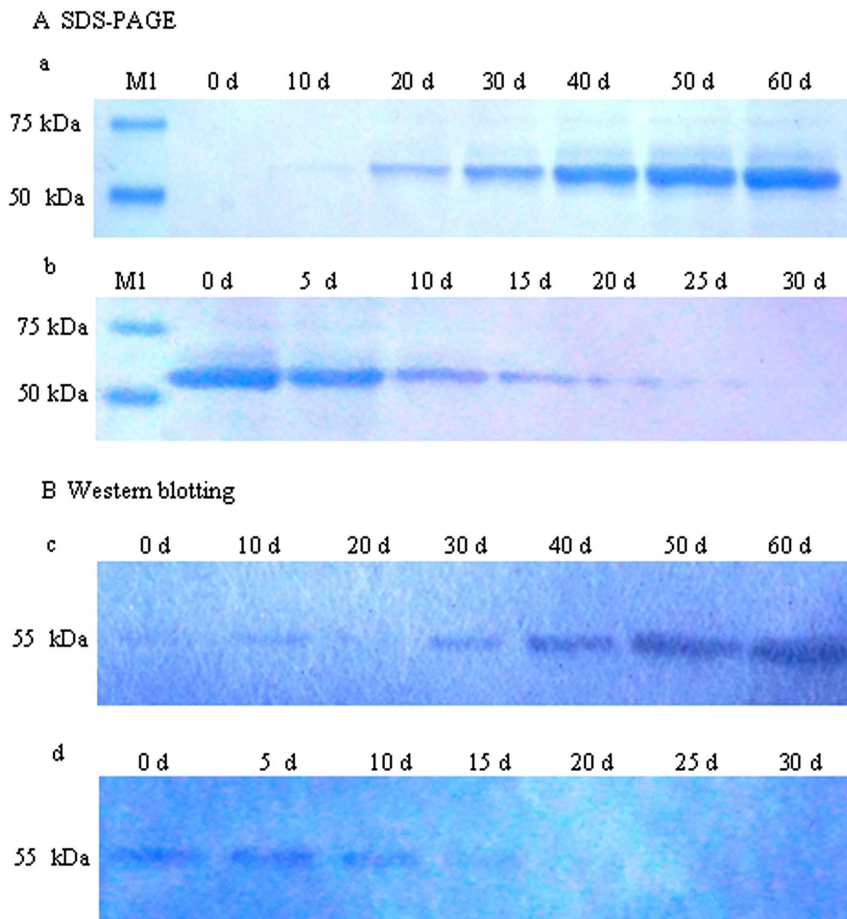 A SDS-PAGE
a
M1 0 d 10 d 20 d 30 d 40 d 50 d 60 d
75 kDa
50 kDa
b
M1 0 d 5 d 10 d 15 d 20 d 25 d 30 d
75 kDa
50 kDa
B Western blotting
c
0 d 10 d 20 d 30 d 40 d 50 d 60 d
55 kDa
d
0 d 5 d 10 d 15 d 20 d 25 d 30 d
55 kDa